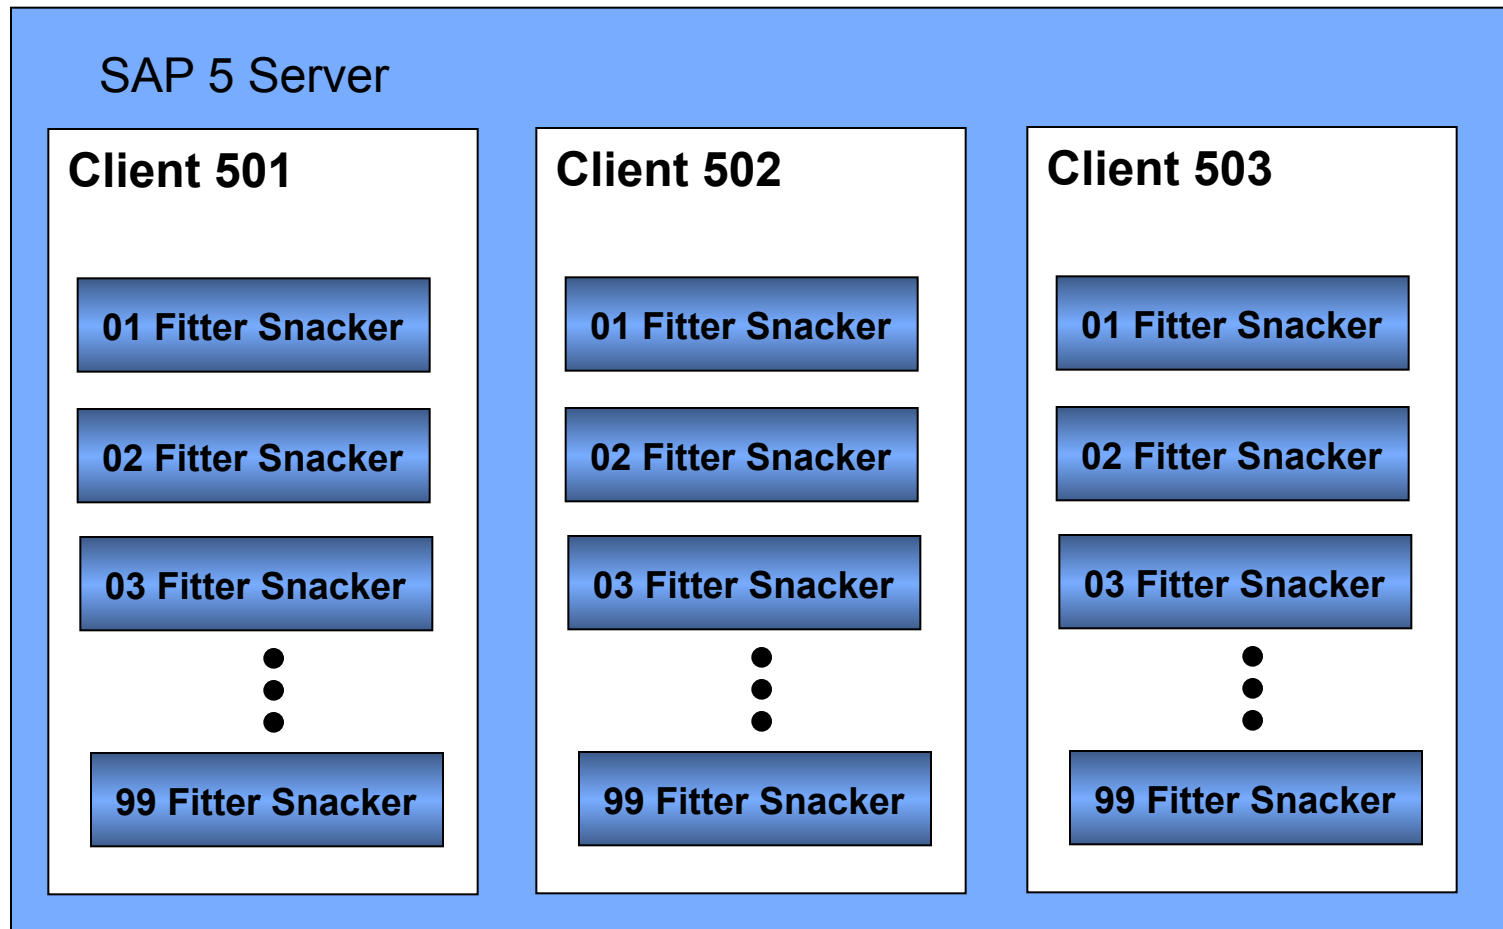 SAP 5 Server
Client 501
01 Fitter Snacker
02 Fitter Snacker
03 Fitter Snacker
99 Fitter Snacker
Client 502
01 Fitter Snacker
02 Fitter Snacker
03 Fitter Snacker
99 Fitter Snacker
Client 503
01 Fitter Snacker
02 Fitter Snacker
03 Fitter Snacker
99 Fitter Snacker